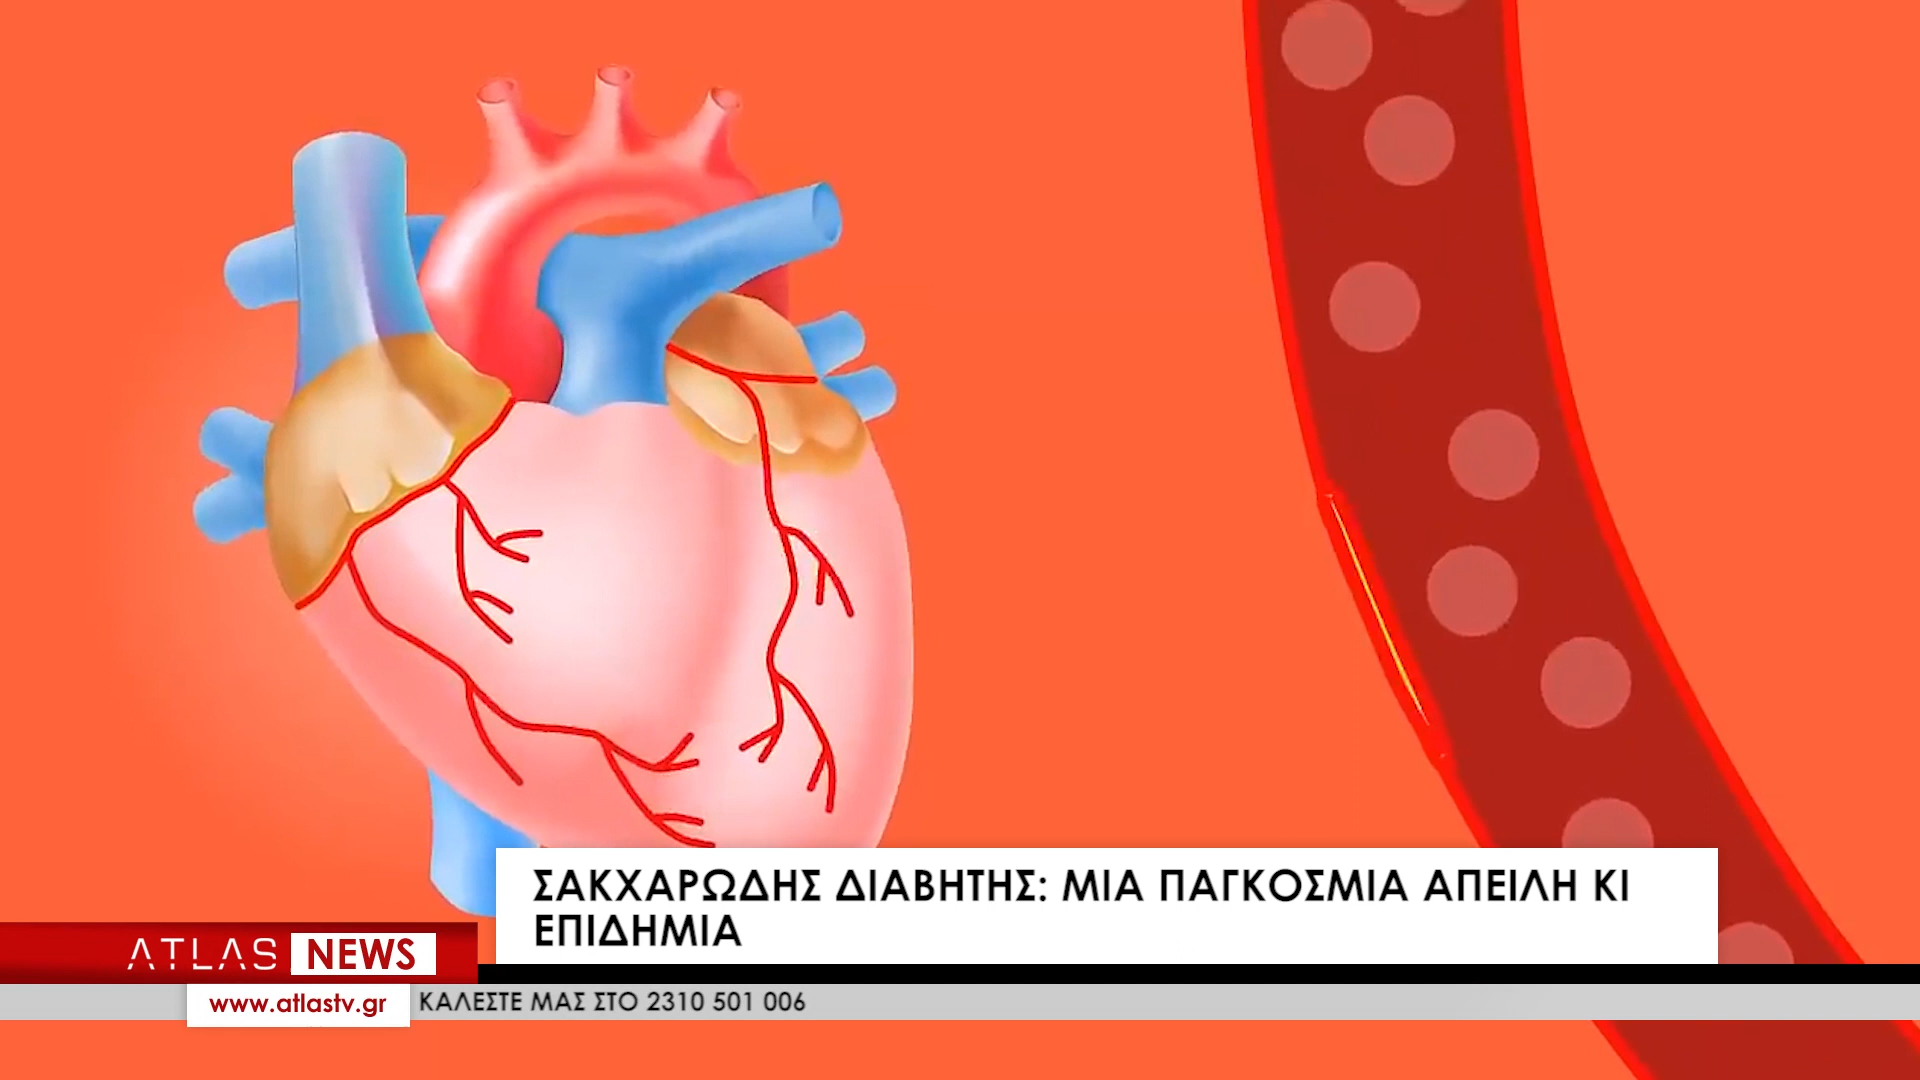 ΣΑΚΧΑΡΩΔΗΣ ΔΙΑΒΗΤΗΣ: ΜΙΑ ΠΑΓΚΟΣΜΙΑ ΑΠΕΙΛΗ ΚΙ
ΕΠΙΔΗΜΙΑ
ATLAS NEWS
www.atlastv.gr ΚΑΛΕΣΤΕ ΜΑΣ ΣΤΟ 2310 501 006